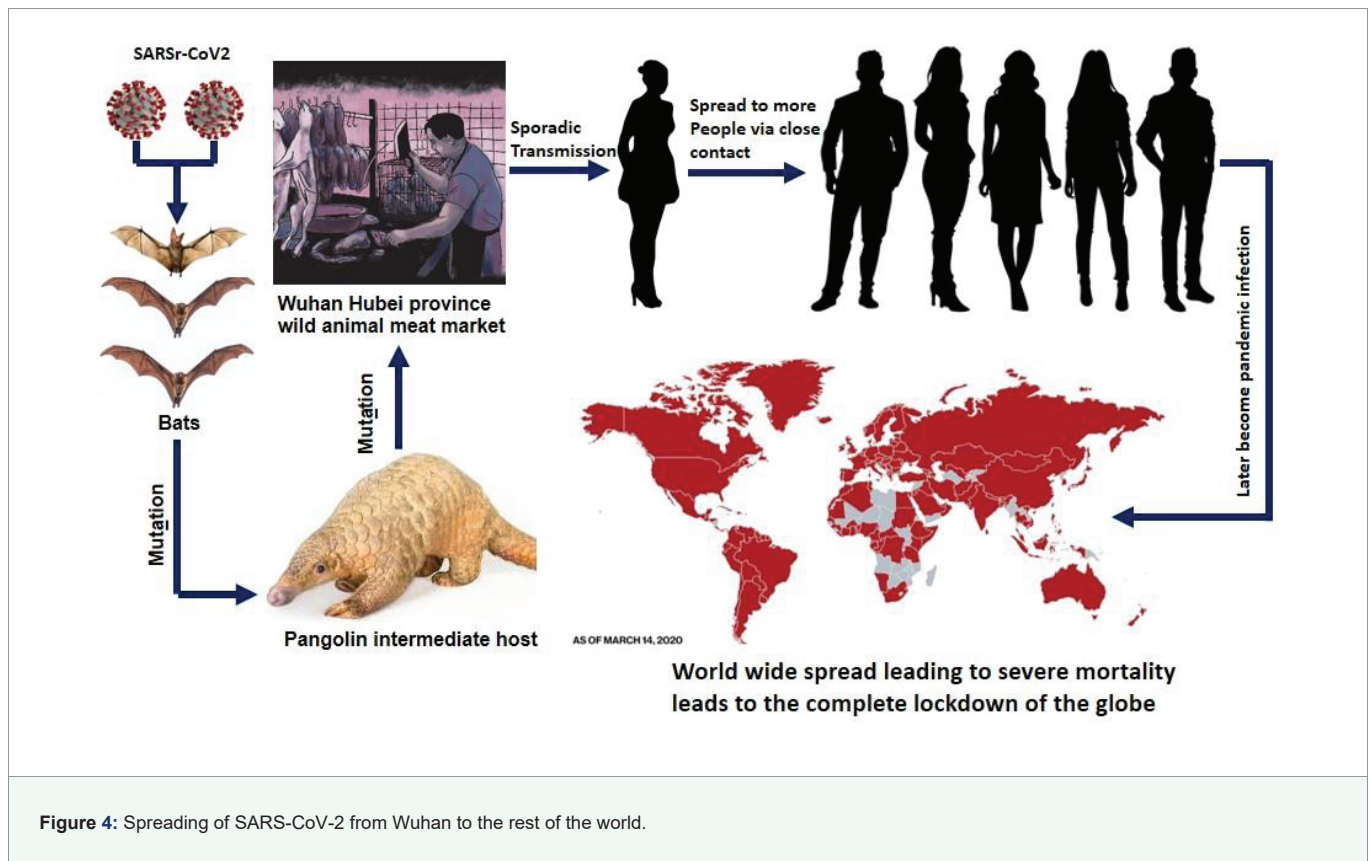 SARSr-CoV2
Bats
Mutation
Pangolin intermediate host
Mutation
Wuhan Hubei province
wild animal meat market
Sporadic
Transmission
Spread to more
People via close
contact
Later become pandemic infection
AS OF MARCH 14, 2020
World wide spread leading to severe mortality
leads to the complete lockdown of the globe
Figure 4: Spreading of SARS-CoV-2 from Wuhan to the rest of the world.